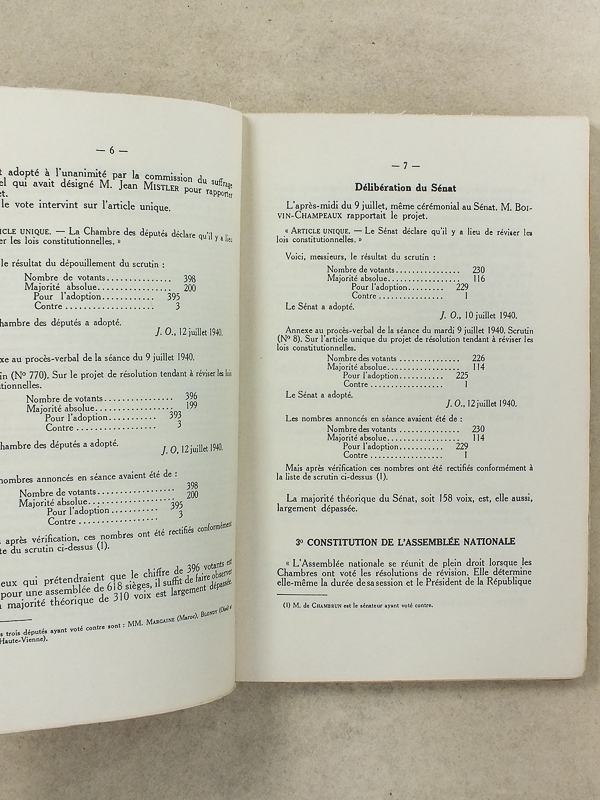 — 6 —
adopté à l'unanimité par la commission du suffrage
el qui avait désigné M. Jean MISTLER pour rapporter
et.
le vote intervint sur l'article unique.
ICLE UNIQUE. — La Chambre des députés déclare qu'il y a lieu
ser les lois constitutionnelles. »
le résultat du dépouillement du scrutin :
Nombre de votants............... 398
Majorité absolue................ 200
Pour l'adoption........... 395
Contre ................... 3
hambre des députés a adopté.
J. O., 12 juillet 1940.
xe au procès-verbal de la séance du 9 juillet 1940.
in (No 770). Sur le projet de résolution tendant à réviser les lois
itutionnelles.
Nombre de votants............... 396
Majorité absolue................ 199
Pour l'adoption........... 393
Contre ................... 3
hambre des députés a adopté.
J. O., 12 juillet 1940.
nombres annoncés en séance avaient été de :
Nombre de votants............... 398
Majorité absolue................ 200
Pour l'adoption........... 395
Contre ................... 3
après vérification, ces nombres ont été rectifiés conformément
te du scrutin ci-dessus (1).
eux qui prétendraient que le chiffre de 396 votants est
pour une assemblée de 618 sièges, il suffit de faire observer
a majorité théorique de 310 voix est largement dépassée.
s trois députés ayant voté contre sont : MM. MARGAINE (Marne), BIONDI (Oise) et
Haute-Vienne).
— 7 —
Délibération du Sénat
L'après-midi du 9 juillet, même cérémonial au Sénat. M. BOI-
VIN-CHAMPEAUX rapportait le projet.
« ARTICLE UNIQUE. — Le Sénat déclare qu'il y a lieu de réviser les lois
constitutionnelles. »
Voici, messieurs, le résultat du scrutin :
Nombre de votants................ 230
Majorité absolue................. 116
Pour l'adoption............ 229
Contre .................... 1
Le Sénat a adopté.
J. O., 10 juillet 1940.
Annexe au procès-verbal de la séance du mardi 9 juillet 1940. Scrutin
(No 8). Sur l'article unique du projet de résolution tendant à réviser les
lois constitutionnelles.
Nombre des votants ............... 226
Majorité absolue................. 114
Pour l'adoption............ 225
Contre .................... 1
Le Sénat a adopté.
J. O., 12 juillet 1940.
Les nombres annoncés en séance avaient été de :
Nombre de votants................ 230
Majorité absolue................. 114
Pour l'adoption............ 229
Contre .................... 1
Mais après vérification ces nombres ont été rectifiés conformément à
la liste de scrutin ci-dessus (1).
La majorité théorique du Sénat, soit 158 voix, est, elle aussi,
largement dépassée.
3o CONSTITUTION DE L'ASSEMBLÉE NATIONALE
« L'Assemblée nationale se réunit de plein droit lorsque les
Chambres ont voté les résolutions de révision. Elle détermine
elle-même la durée de sa session et le Président de la République
(1) M. de CHAMBRUN est le sénateur ayant voté contre.